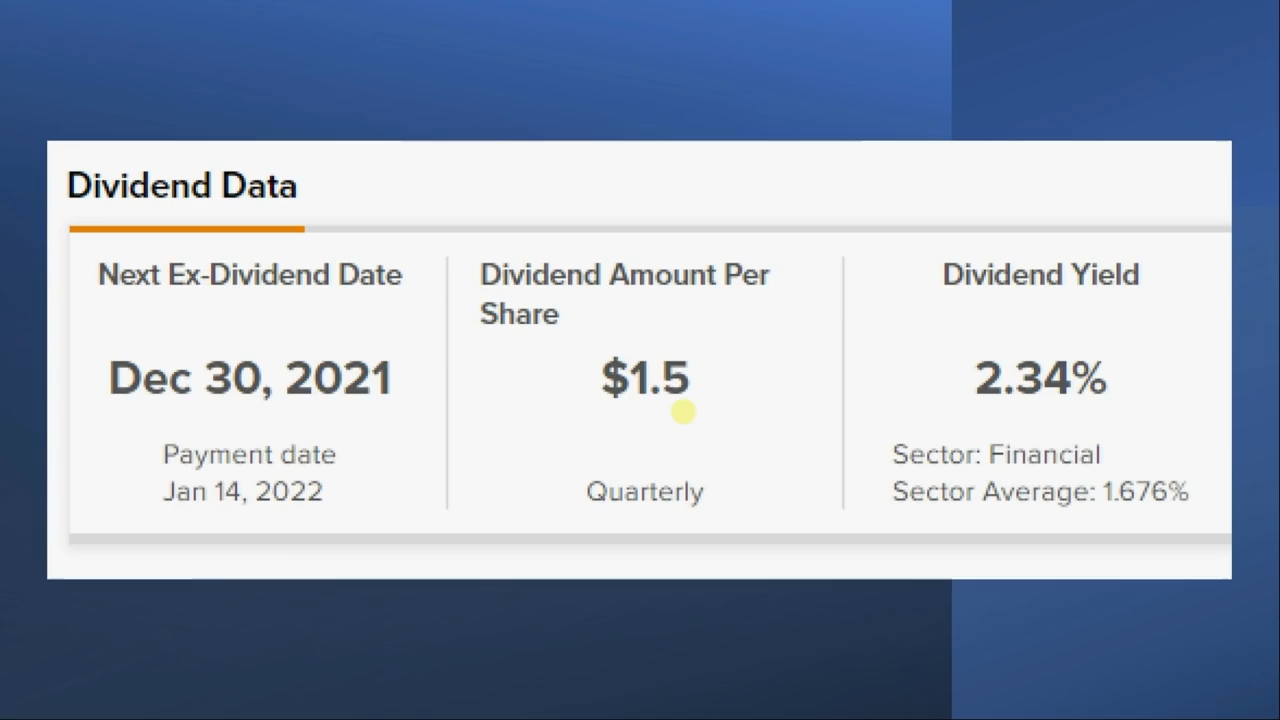 Dividend Data
Next Ex-Dividend Date
Dec 30, 2021
Payment date
Jan 14, 2022
Dividend Amount Per
Share
$1.5
Quarterly
Dividend Yield
2.34%
Sector: Financial
Sector Average: 1.676%